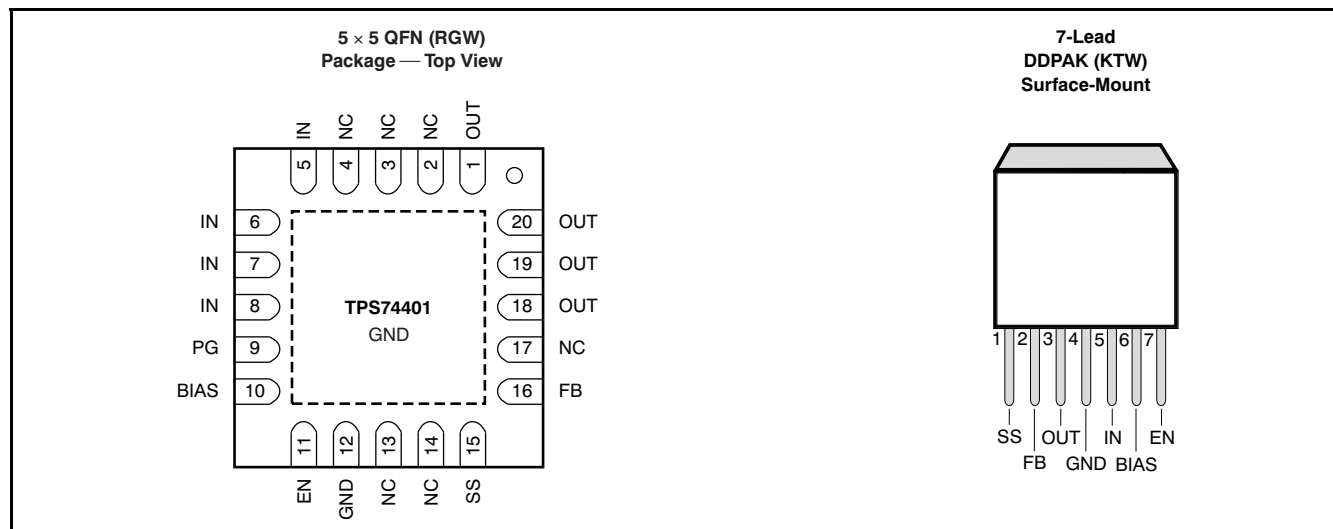 5 × 5 QFN (RGW)
Package — Top View
IN NC NC NC OUT
5 4 3 2 1
IN 6 20 OUT
IN 7 19 OUT
IN 8 18 OUT
PG 9 17 NC
BIAS 10 16 FB
TPS74401
GND
11 12 13 14 15
EN GND NC NC SS
7-Lead
DDPAK (KTW)
Surface-Mount
1 2 3 4 5 6 7
SS OUT IN EN
FB GND BIAS